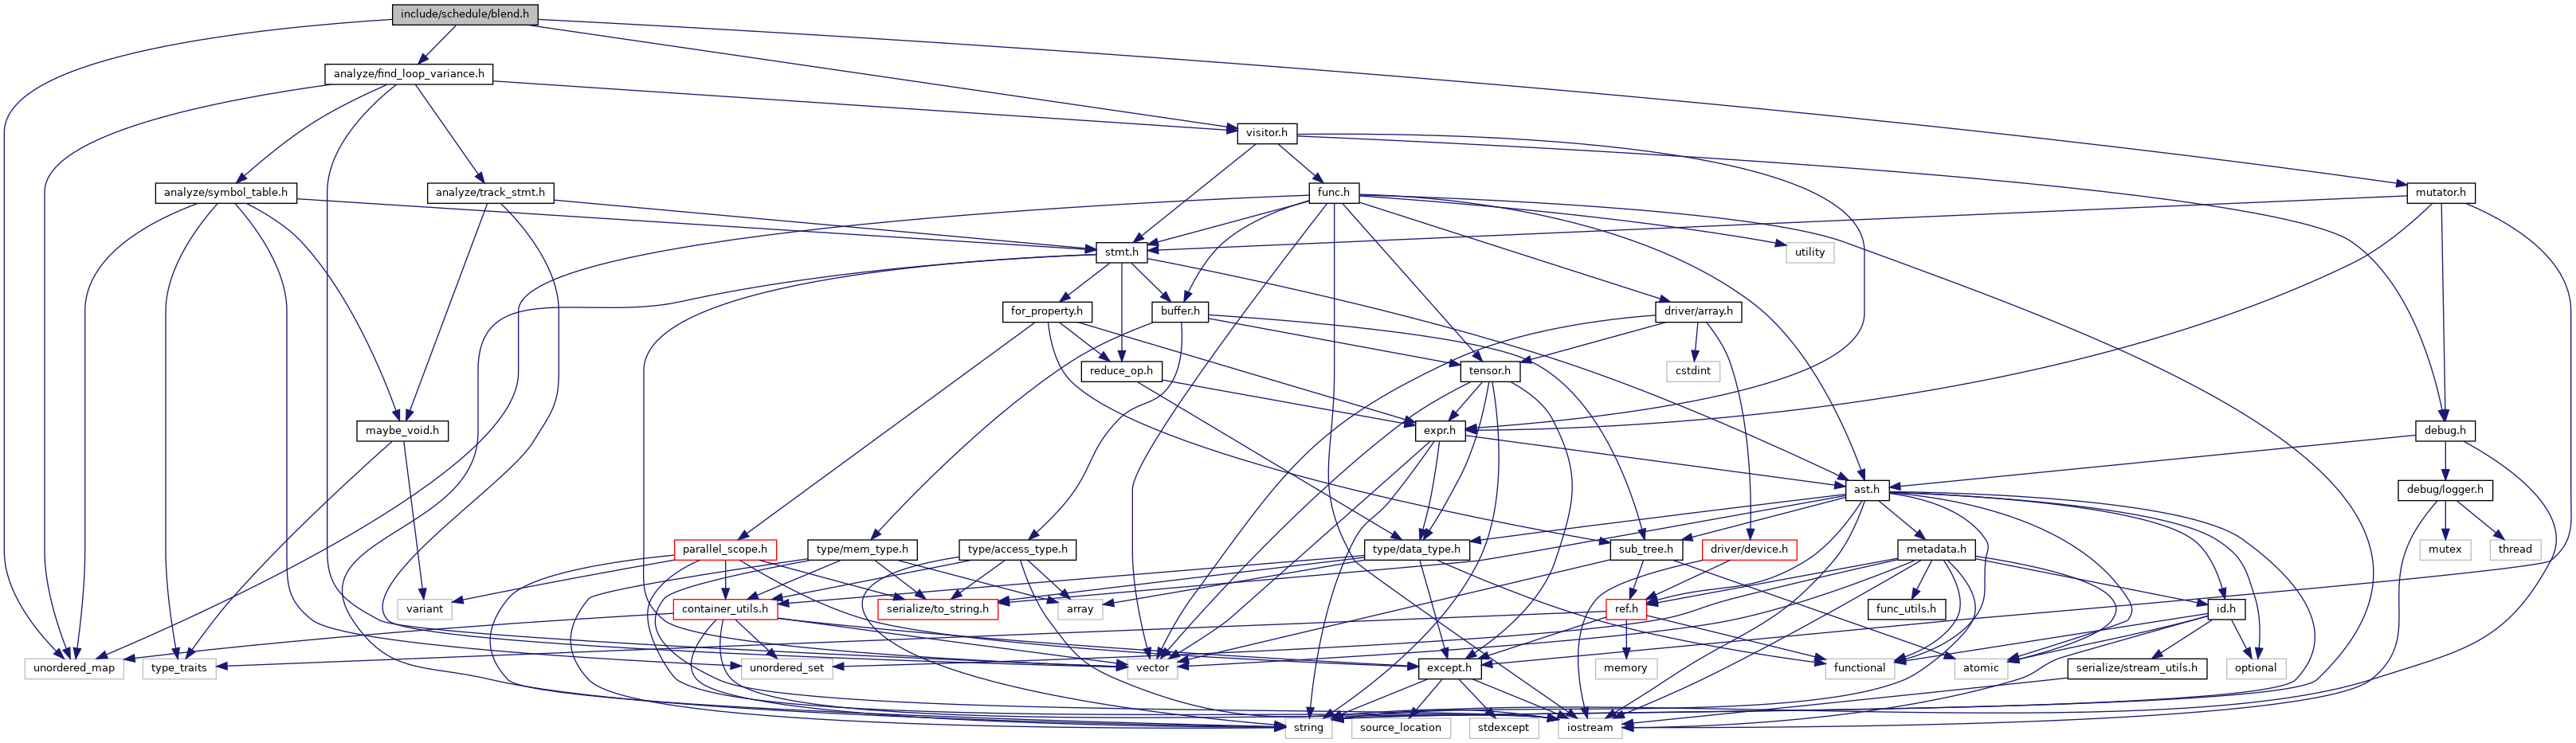 include/schedule/blend.h
analyze/find_loop_variance.h
visitor.h
analyze/symbol_table.h
analyze/track_stmt.h
func.h
mutator.h
stmt.h
utility
for_property.h
buffer.h
driver/array.h
reduce_op.h
tensor.h
cstdint
maybe_void.h
expr.h
debug.h
ast.h
debug/logger.h
parallel_scope.h
type/mem_type.h
type/access_type.h
type/data_type.h
sub_tree.h
driver/device.h
metadata.h
mutex
thread
variant
container_utils.h
serialize/to_string.h
array
ref.h
func_utils.h
id.h
unordered_map
type_traits
unordered_set
vector
except.h
memory
functional
atomic
serialize/stream_utils.h
optional
string
source_location
stdexcept
iostream